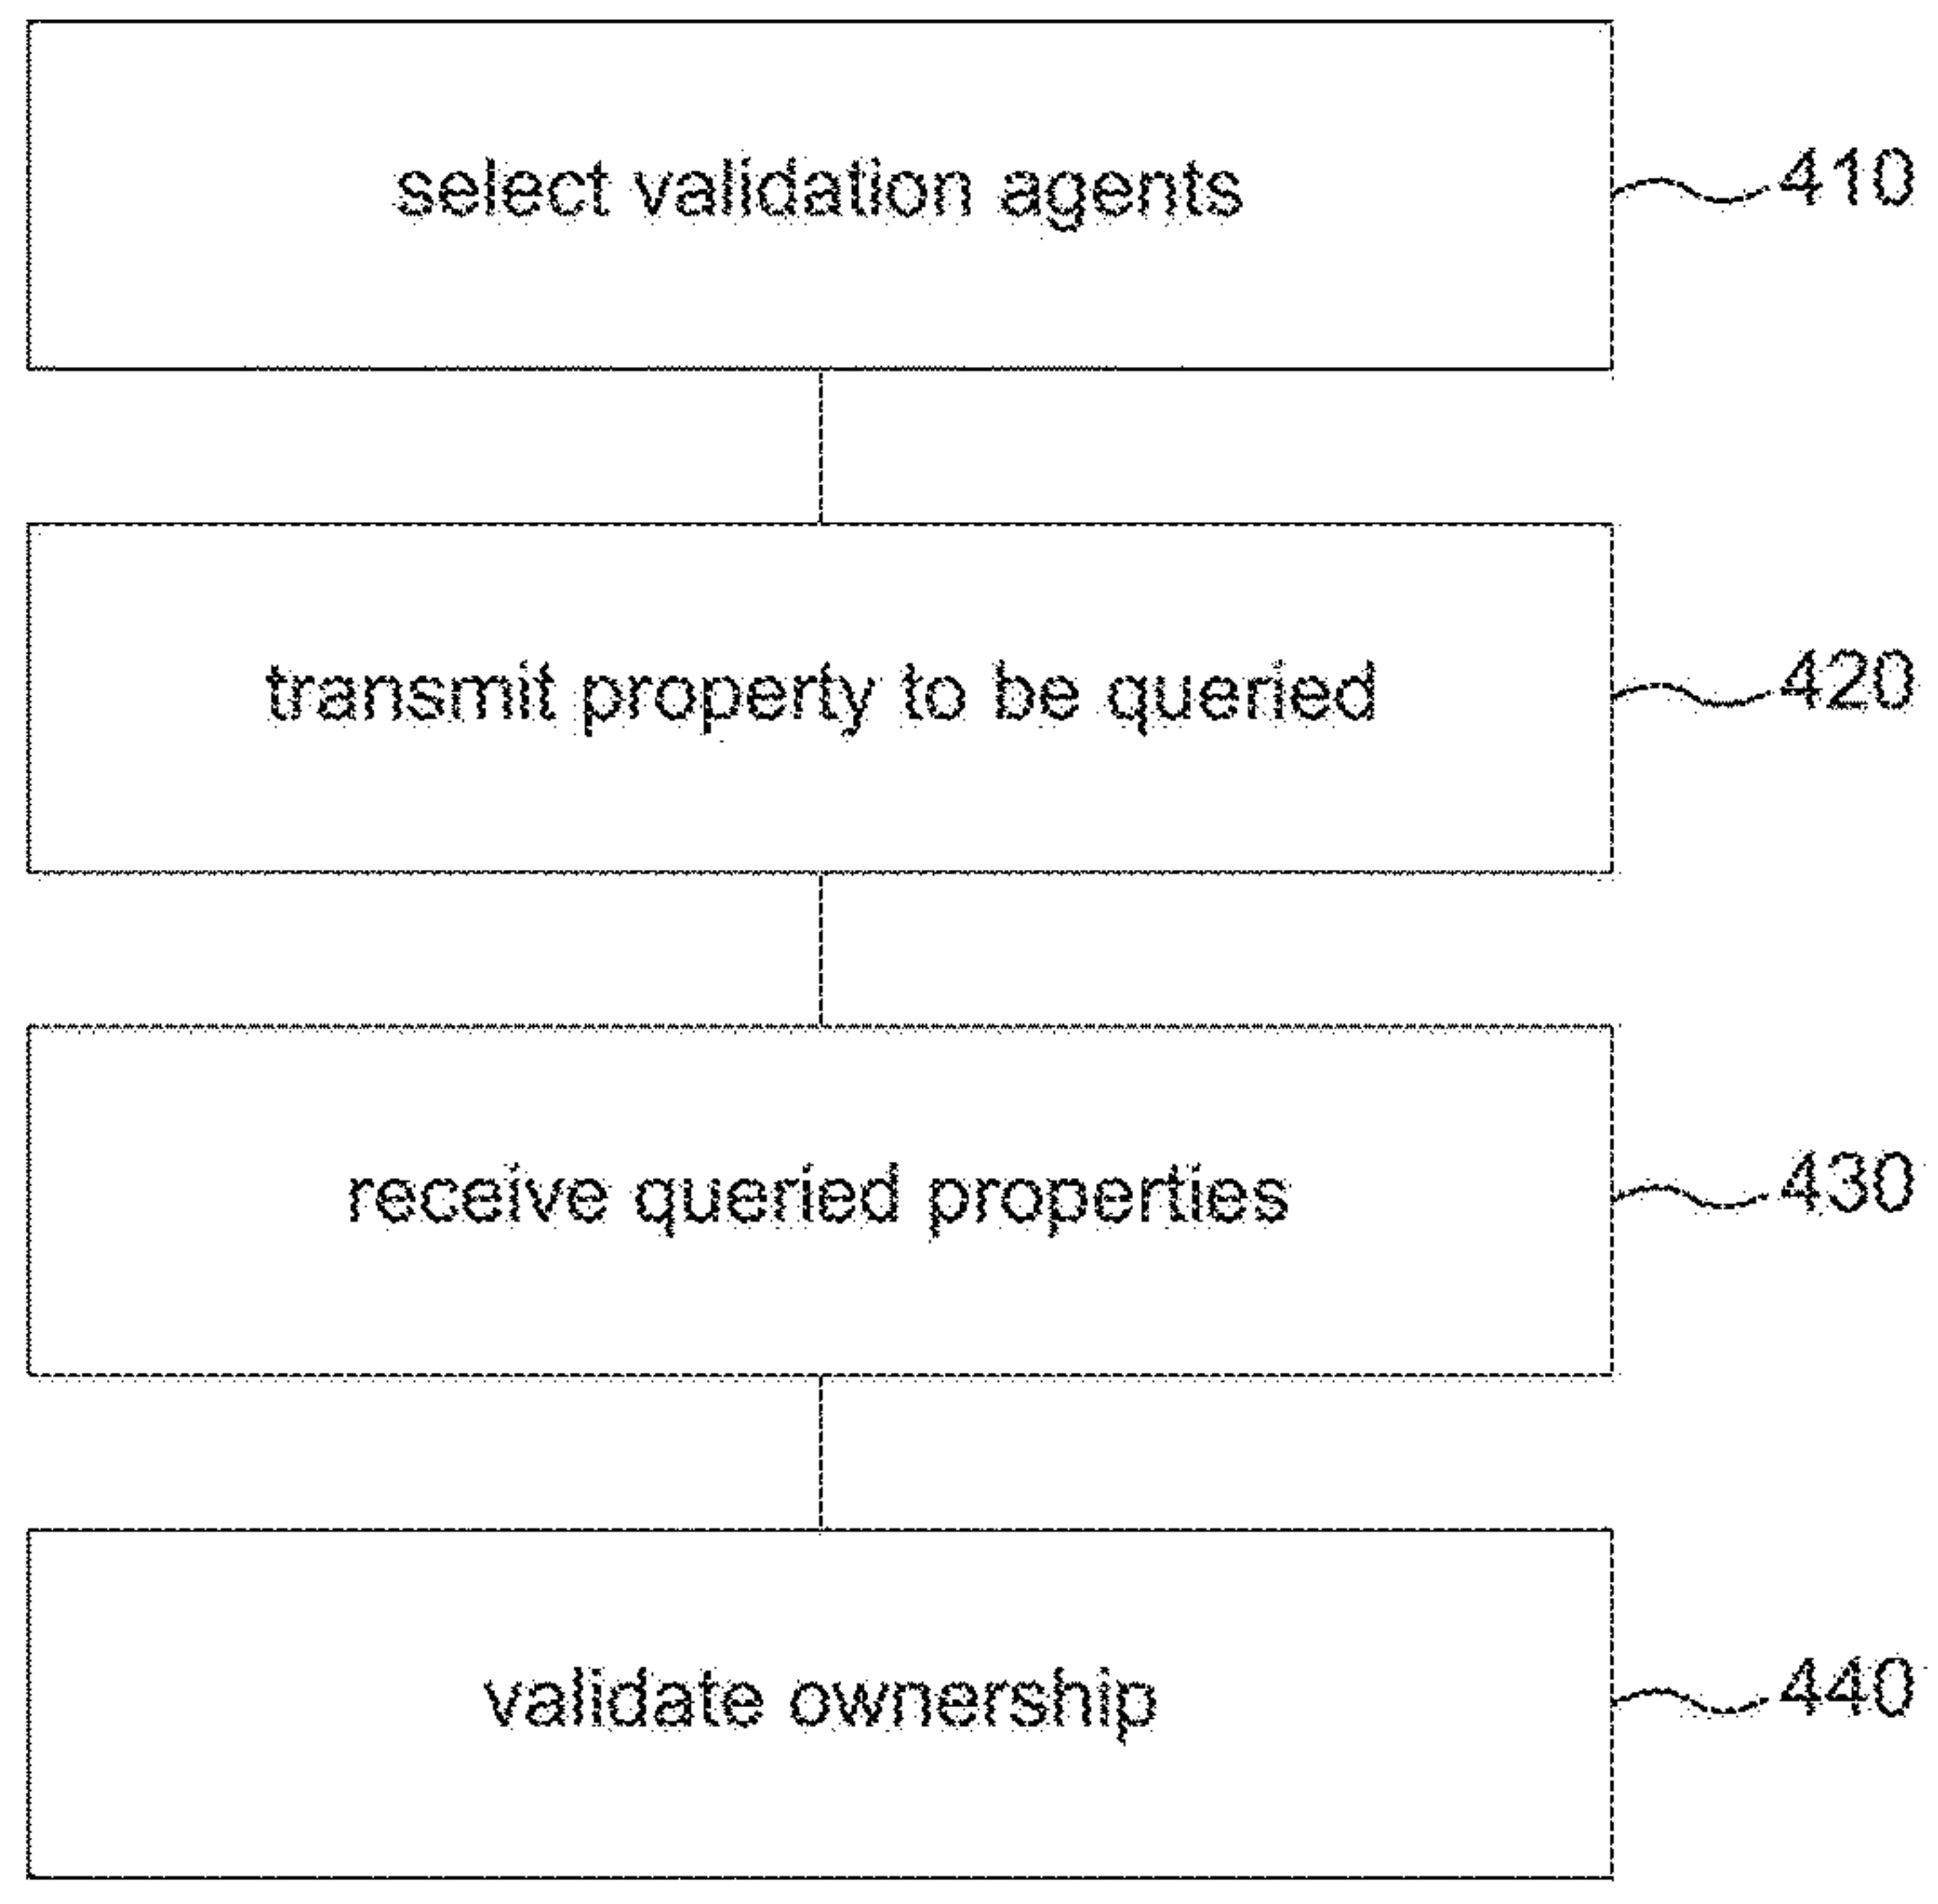 select validation agents 410
transmit property to be queried 420
receive queried properties 430
validate ownership 440